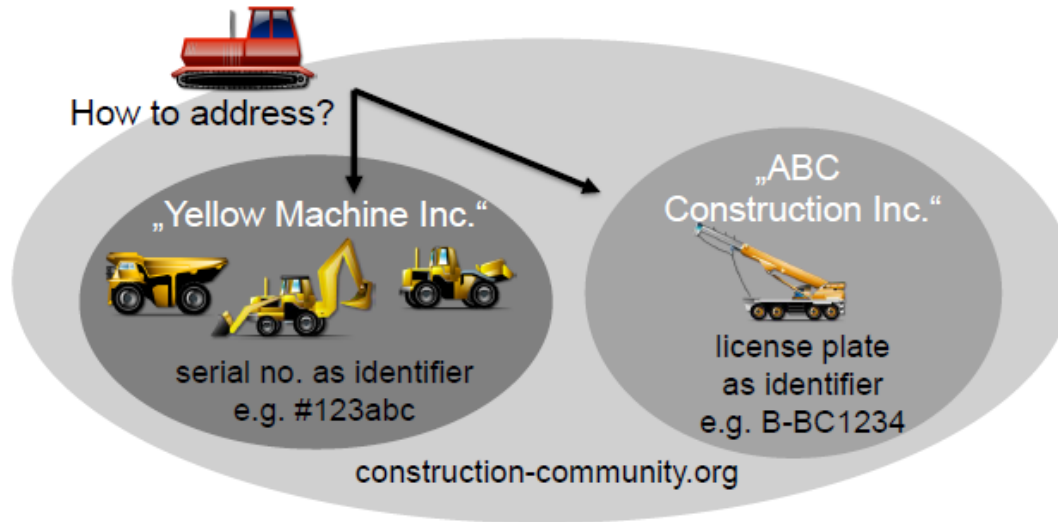 How to address?
„Yellow Machine Inc.“
serial no. as identifier
e.g. #123abc
„ABC
Construction Inc.“
license plate
as identifier
e.g. B-BC1234
construction-community.org